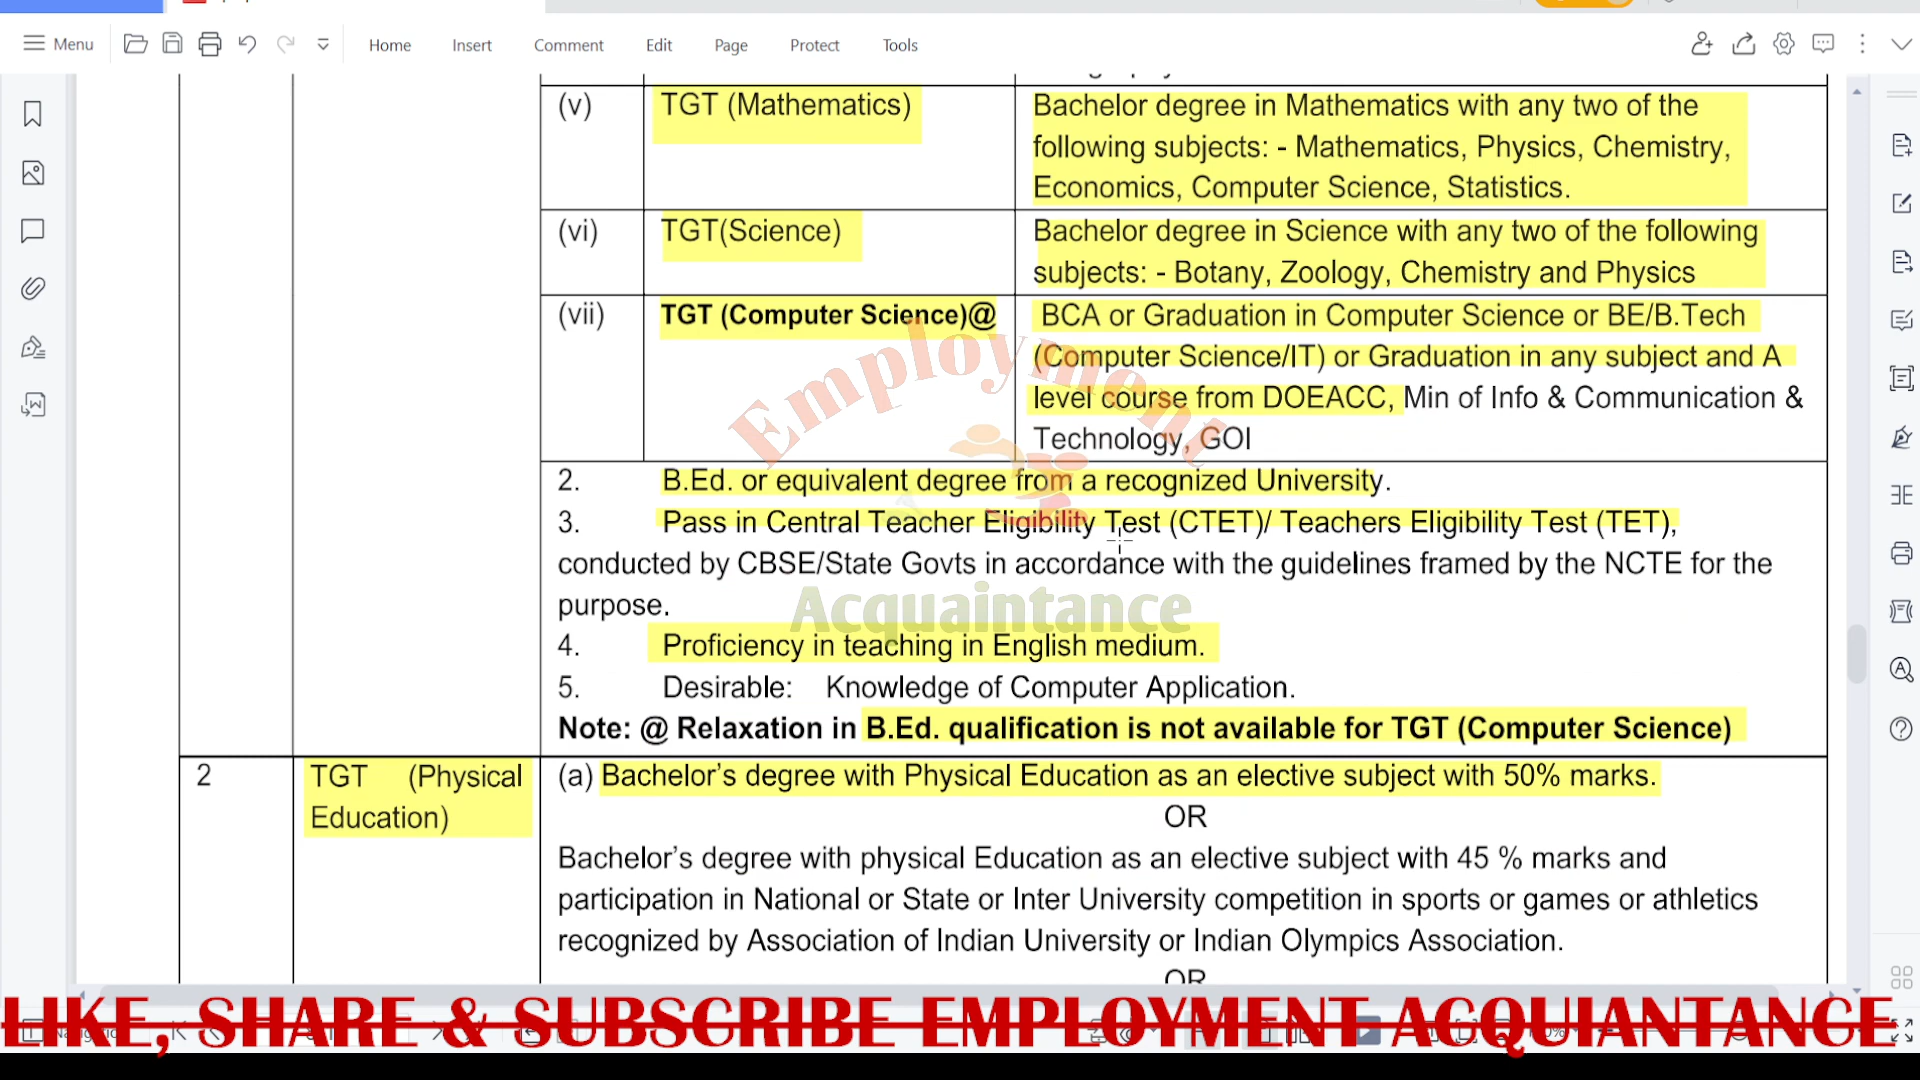 Menu
Home
Insert
Comment
Edit
Page
Protect
Tools
(v) TGT (Mathematics) Bachelor degree in Mathematics with any two of the
following subjects: - Mathematics, Physics, Chemistry,
Economics, Computer Science, Statistics.
(vi) TGT(Science) Bachelor degree in Science with any two of the following
subjects: - Botany, Zoology, Chemistry and Physics
(vii) TGT (Computer Science)@ BCA or Graduation in Computer Science or BE/B.Tech
(Computer Science/IT) or Graduation in any subject and A
level course from DOEACC, Min of Info & Communication &
Technology, GOI
Employment
Acquaintance
2. B.Ed. or equivalent degree from a recognized University.
3. Pass in Central Teacher Eligibility Test (CTET)/ Teachers Eligibility Test (TET),
conducted by CBSE/State Govts in accordance with the guidelines framed by the NCTE for the
purpose.
4. Proficiency in teaching in English medium.
5. Desirable: Knowledge of Computer Application.
Note: @ Relaxation in B.Ed. qualification is not available for TGT (Computer Science)
2 TGT (Physical (a) Bachelor's degree with Physical Education as an elective subject with 50% marks.
Education)
OR
Bachelor's degree with physical Education as an elective subject with 45 % marks and
participation in National or State or Inter University competition in sports or games or athletics
recognized by Association of Indian University or Indian Olympics Association.
OR
LIKE, SHARE & SUBSCRIBE EMPLOYMENT ACQUIANTANCE